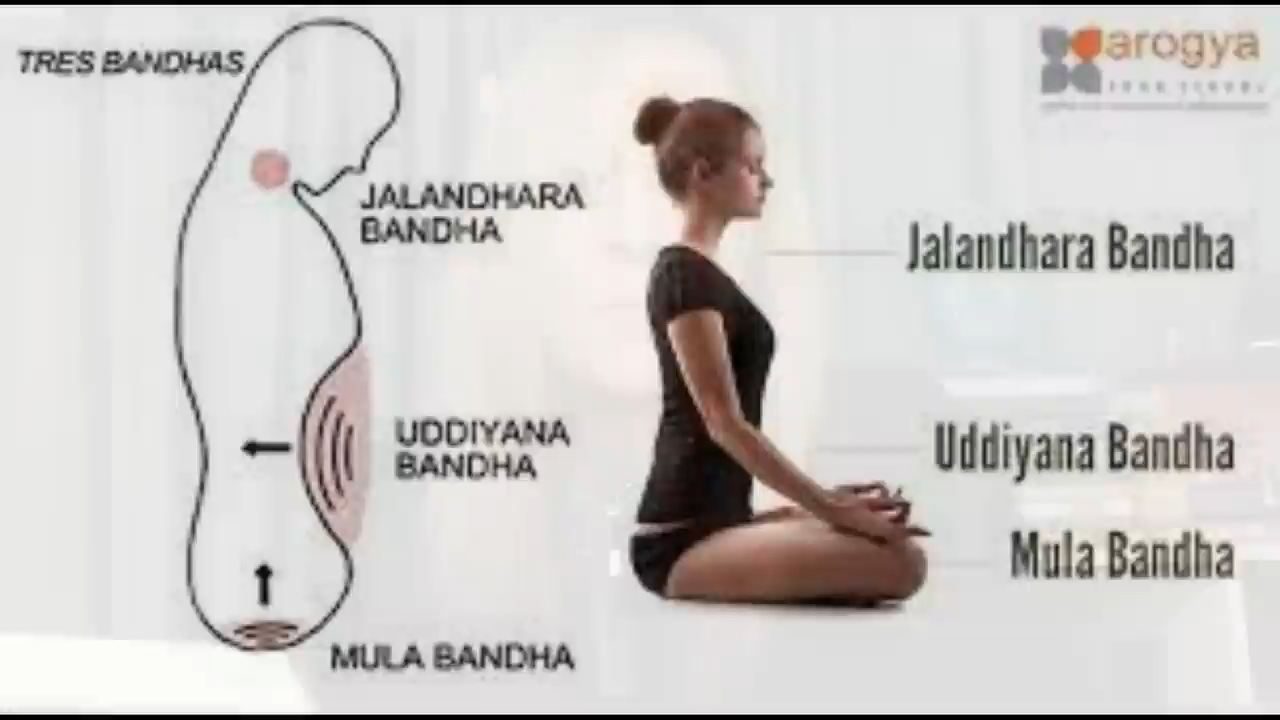 TRES BANDHAS
JALANDHARA
BANDHA
UDDIYANA
BANDHA
MULA BANDHA
arogya
Jalandhara Bandha
Uddiyana Bandha
Mula Bandha